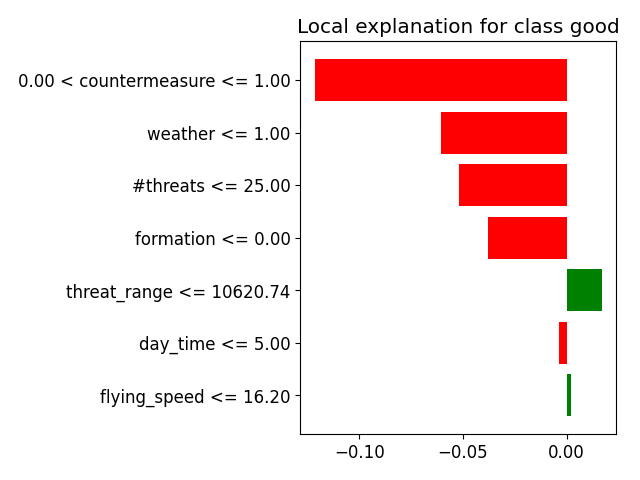 Local explanation for class good
0.00 < countermeasure <= 1.00
weather <= 1.00
#threats <= 25.00
formation <= 0.00
threat_range <= 10620.74
day_time <= 5.00
flying_speed <= 16.20
−0.10 −0.05 0.00